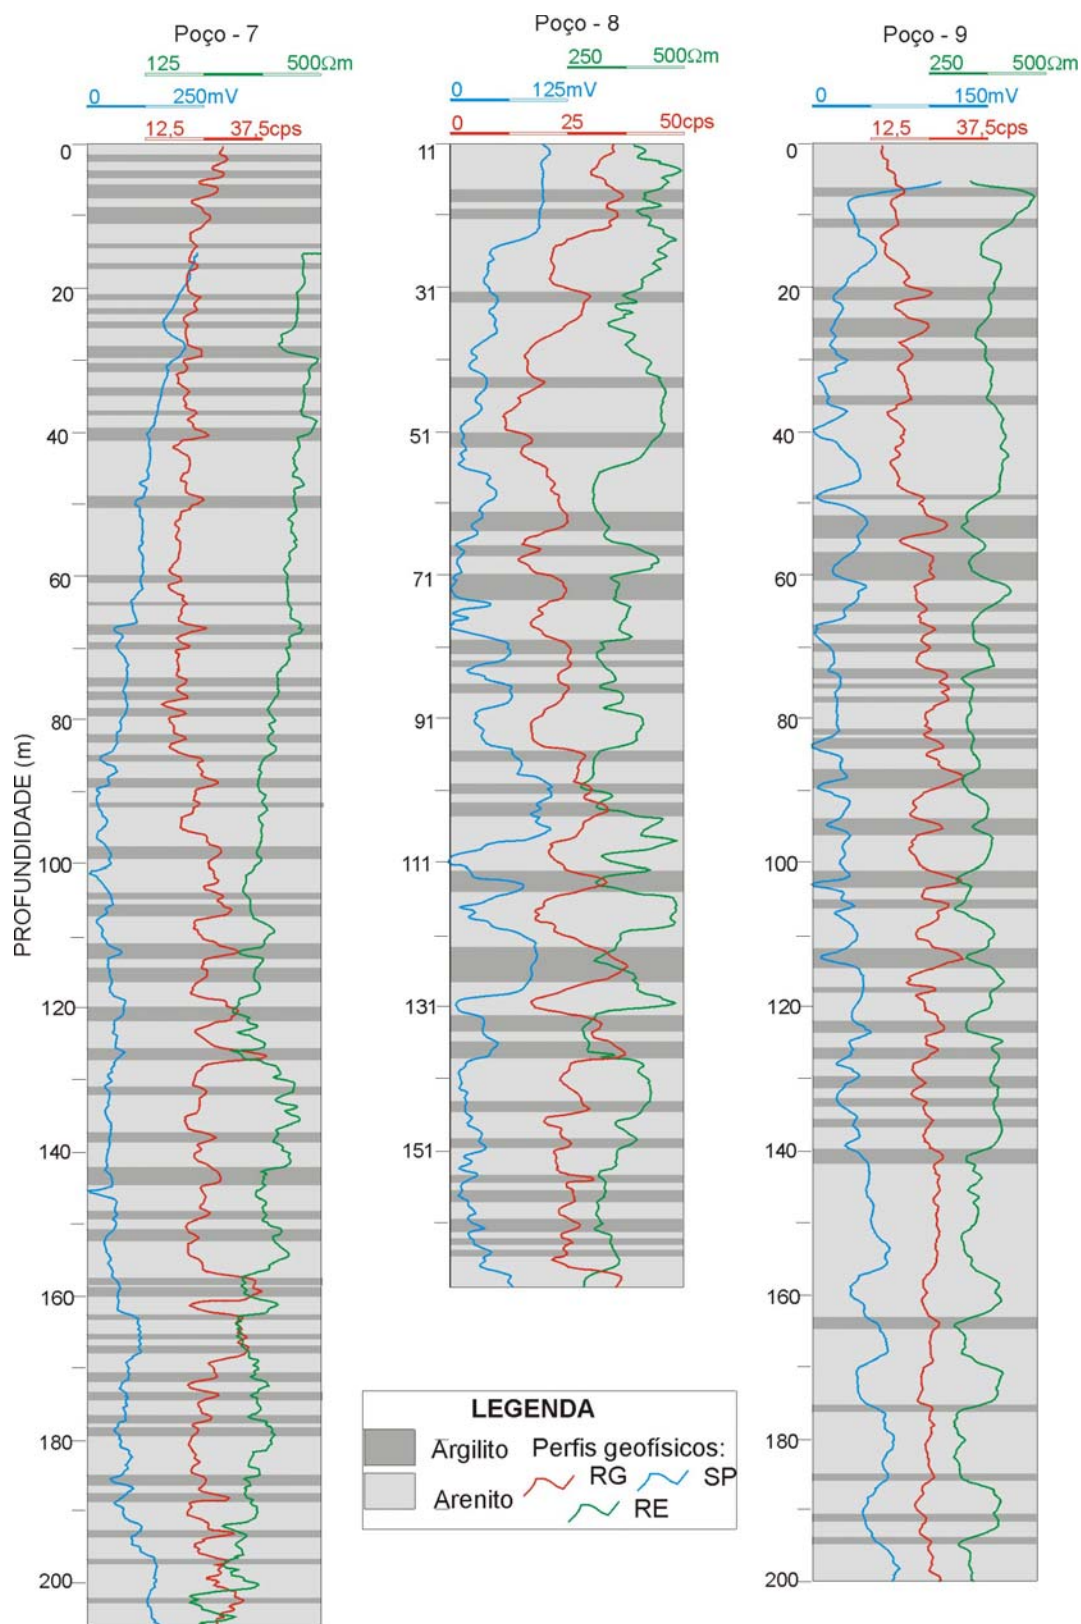 Poço - 7
125 500Ωm
0 250mV
12,5 37,5cps
0
20
40
60
80
100
120
140
160
180
200
PROFUNDIDADE (m)
Poço - 8
250 500Ωm
0 125mV
0 25 50cps
11
31
51
71
91
111
131
151
Poço - 9
250 500Ωm
0 150mV
12,5 37,5cps
0
20
40
60
80
100
120
140
160
180
200
LEGENDA
Argilito Perfis geofísicos:
RG SP
Arenito RE